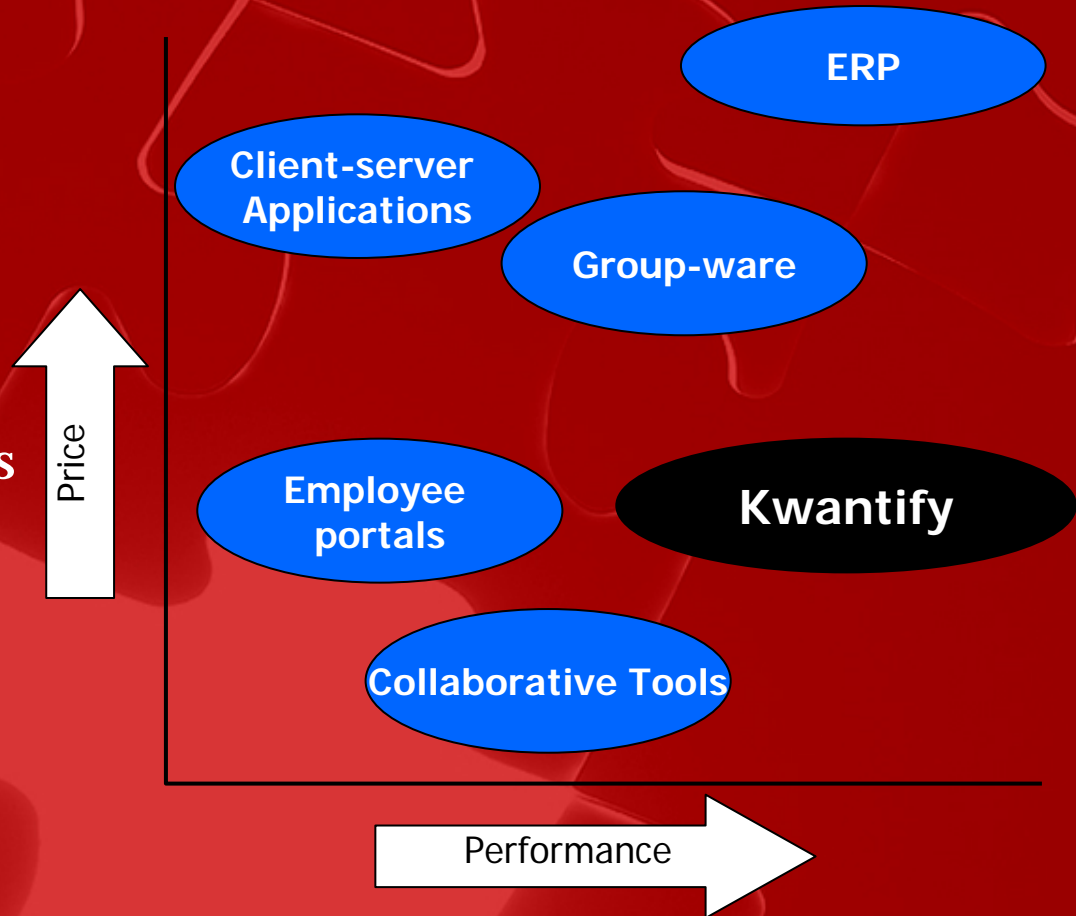 ERP
Client-server
Applications
Group-ware
Price
s
Employee
portals
Kwantify
Collaborative Tools
Performance